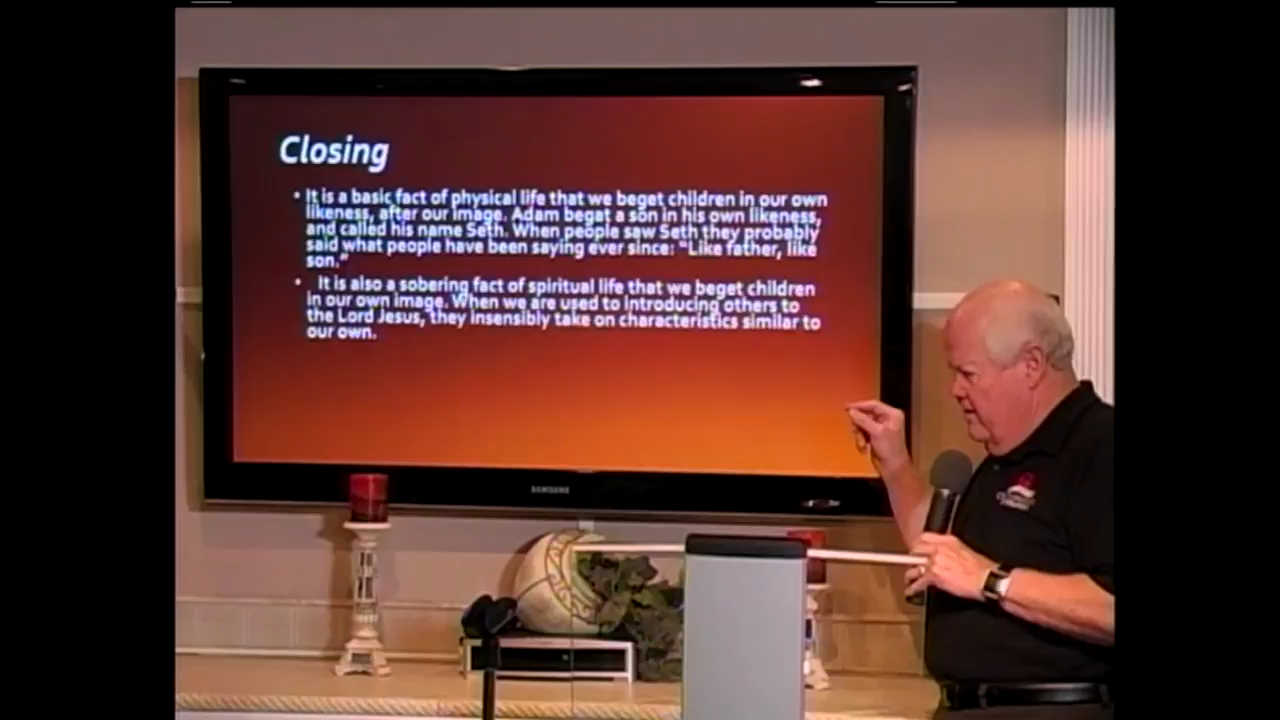 Closing
• It is a basic fact of physical life that we beget children in our own
likeness, after our image. Adam begat a son in his own likeness,
and called his name Seth. When people saw Seth they probably
said what people have been saying ever since: “Like father, like
son.”
• It is also a sobering fact of spiritual life that we beget children
in our own image. When we are used to introducing others to
the Lord Jesus, they insensibly take on characteristics similar to
our own.
SAMSUNG